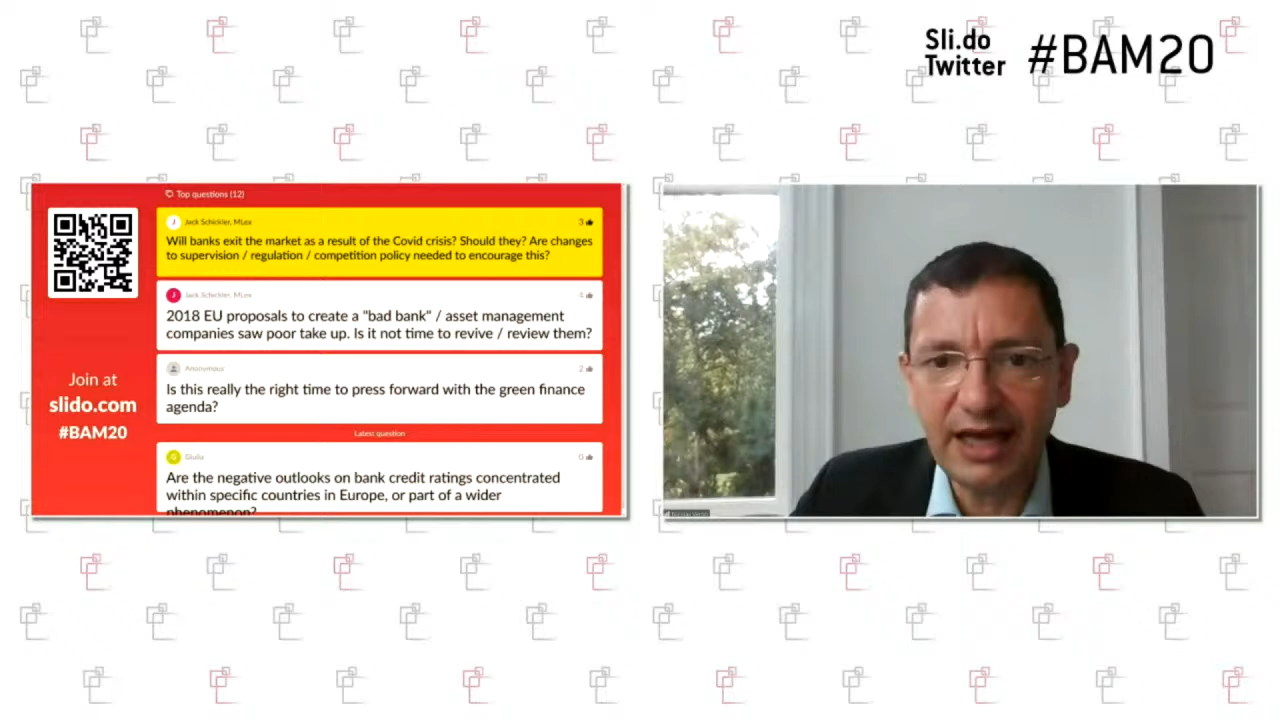 Sli.do
Twitter
#BAM20
Top questions (12)
J
Jack Schickler, MLex
3
Will banks exit the market as a result of the Covid crisis? Should they? Are changes
to supervision / regulation / competition policy needed to encourage this?
J
Jack Schickler, MLex
4
2018 EU proposals to create a "bad bank" / asset management
companies saw poor take up. Is it not time to revive / review them?
Anonymous
2
Is this really the right time to press forward with the green finance
agenda?
Latest question
G
Giulia
0
Are the negative outlooks on bank credit ratings concentrated
within specific countries in Europe, or part of a wider
phenomenon?
Join at
slido.com
#BAM20